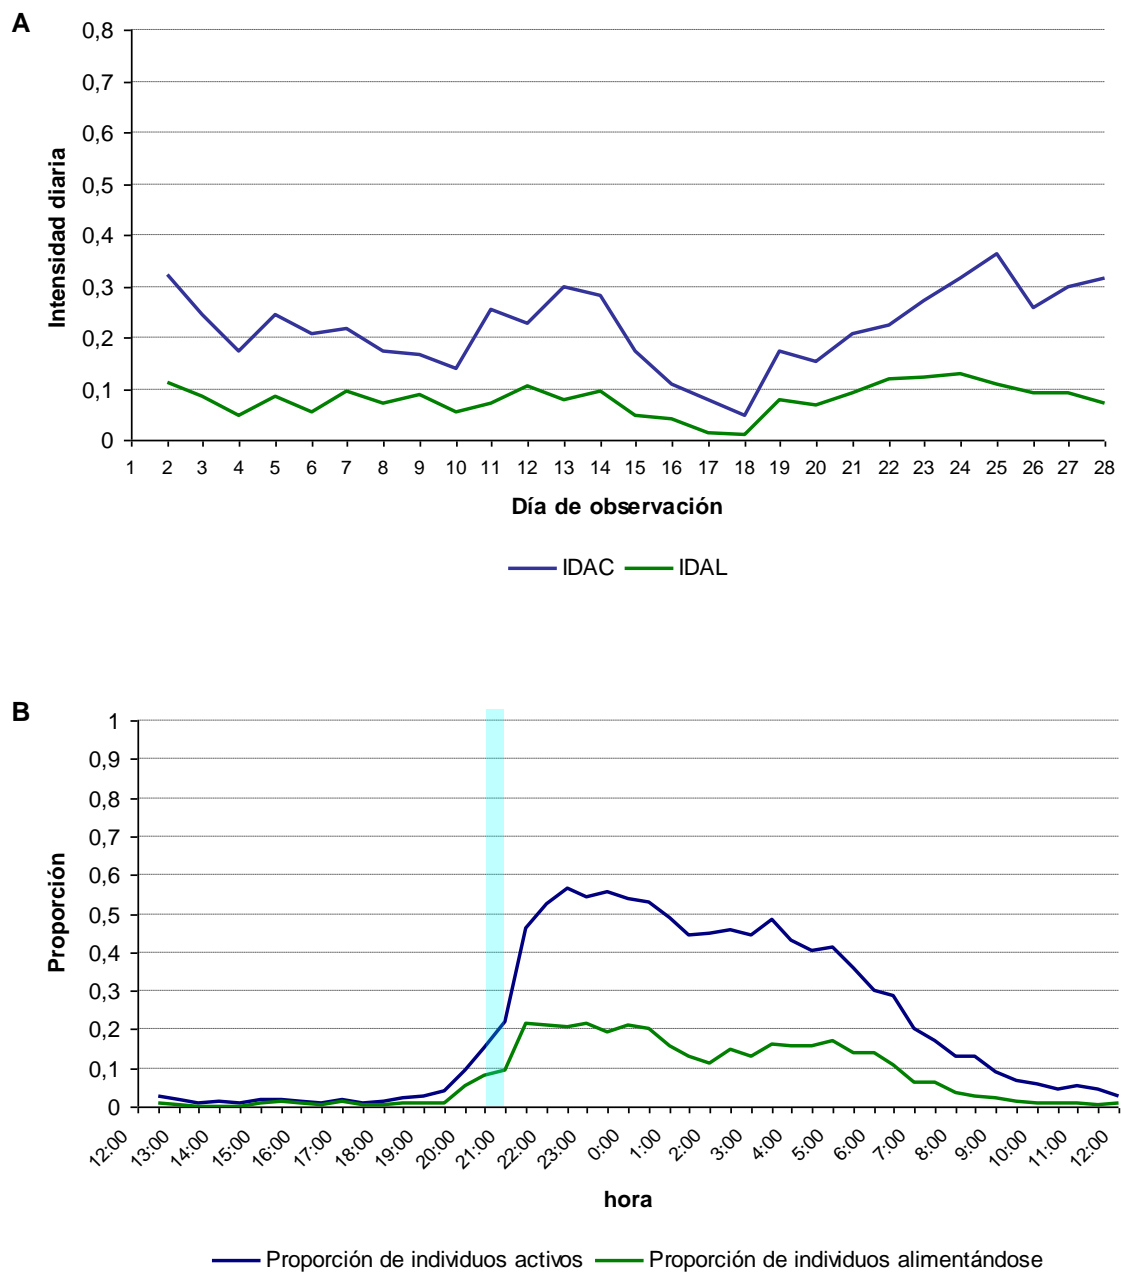 A
0,8
0,7
0,6
0,5
0,4
0,3
0,2
0,1
0
Intensidad diaria
1 2 3 4 5 6 7 8 9 10 11 12 13 14 15 16 17 18 19 20 21 22 23 24 25 26 27 28
Día de observación
IDAC IDAL
B
1
0,9
0,8
0,7
0,6
0,5
0,4
0,3
0,2
0,1
0
Proporción
12:00 13:00 14:00 15:00 16:00 17:00 18:00 19:00 20:00 21:00 22:00 23:00 0:00 1:00 2:00 3:00 4:00 5:00 6:00 7:00 8:00 9:00 10:00 11:00 12:00
hora
Proporción de individuos activos Proporción de individuos alimentándose